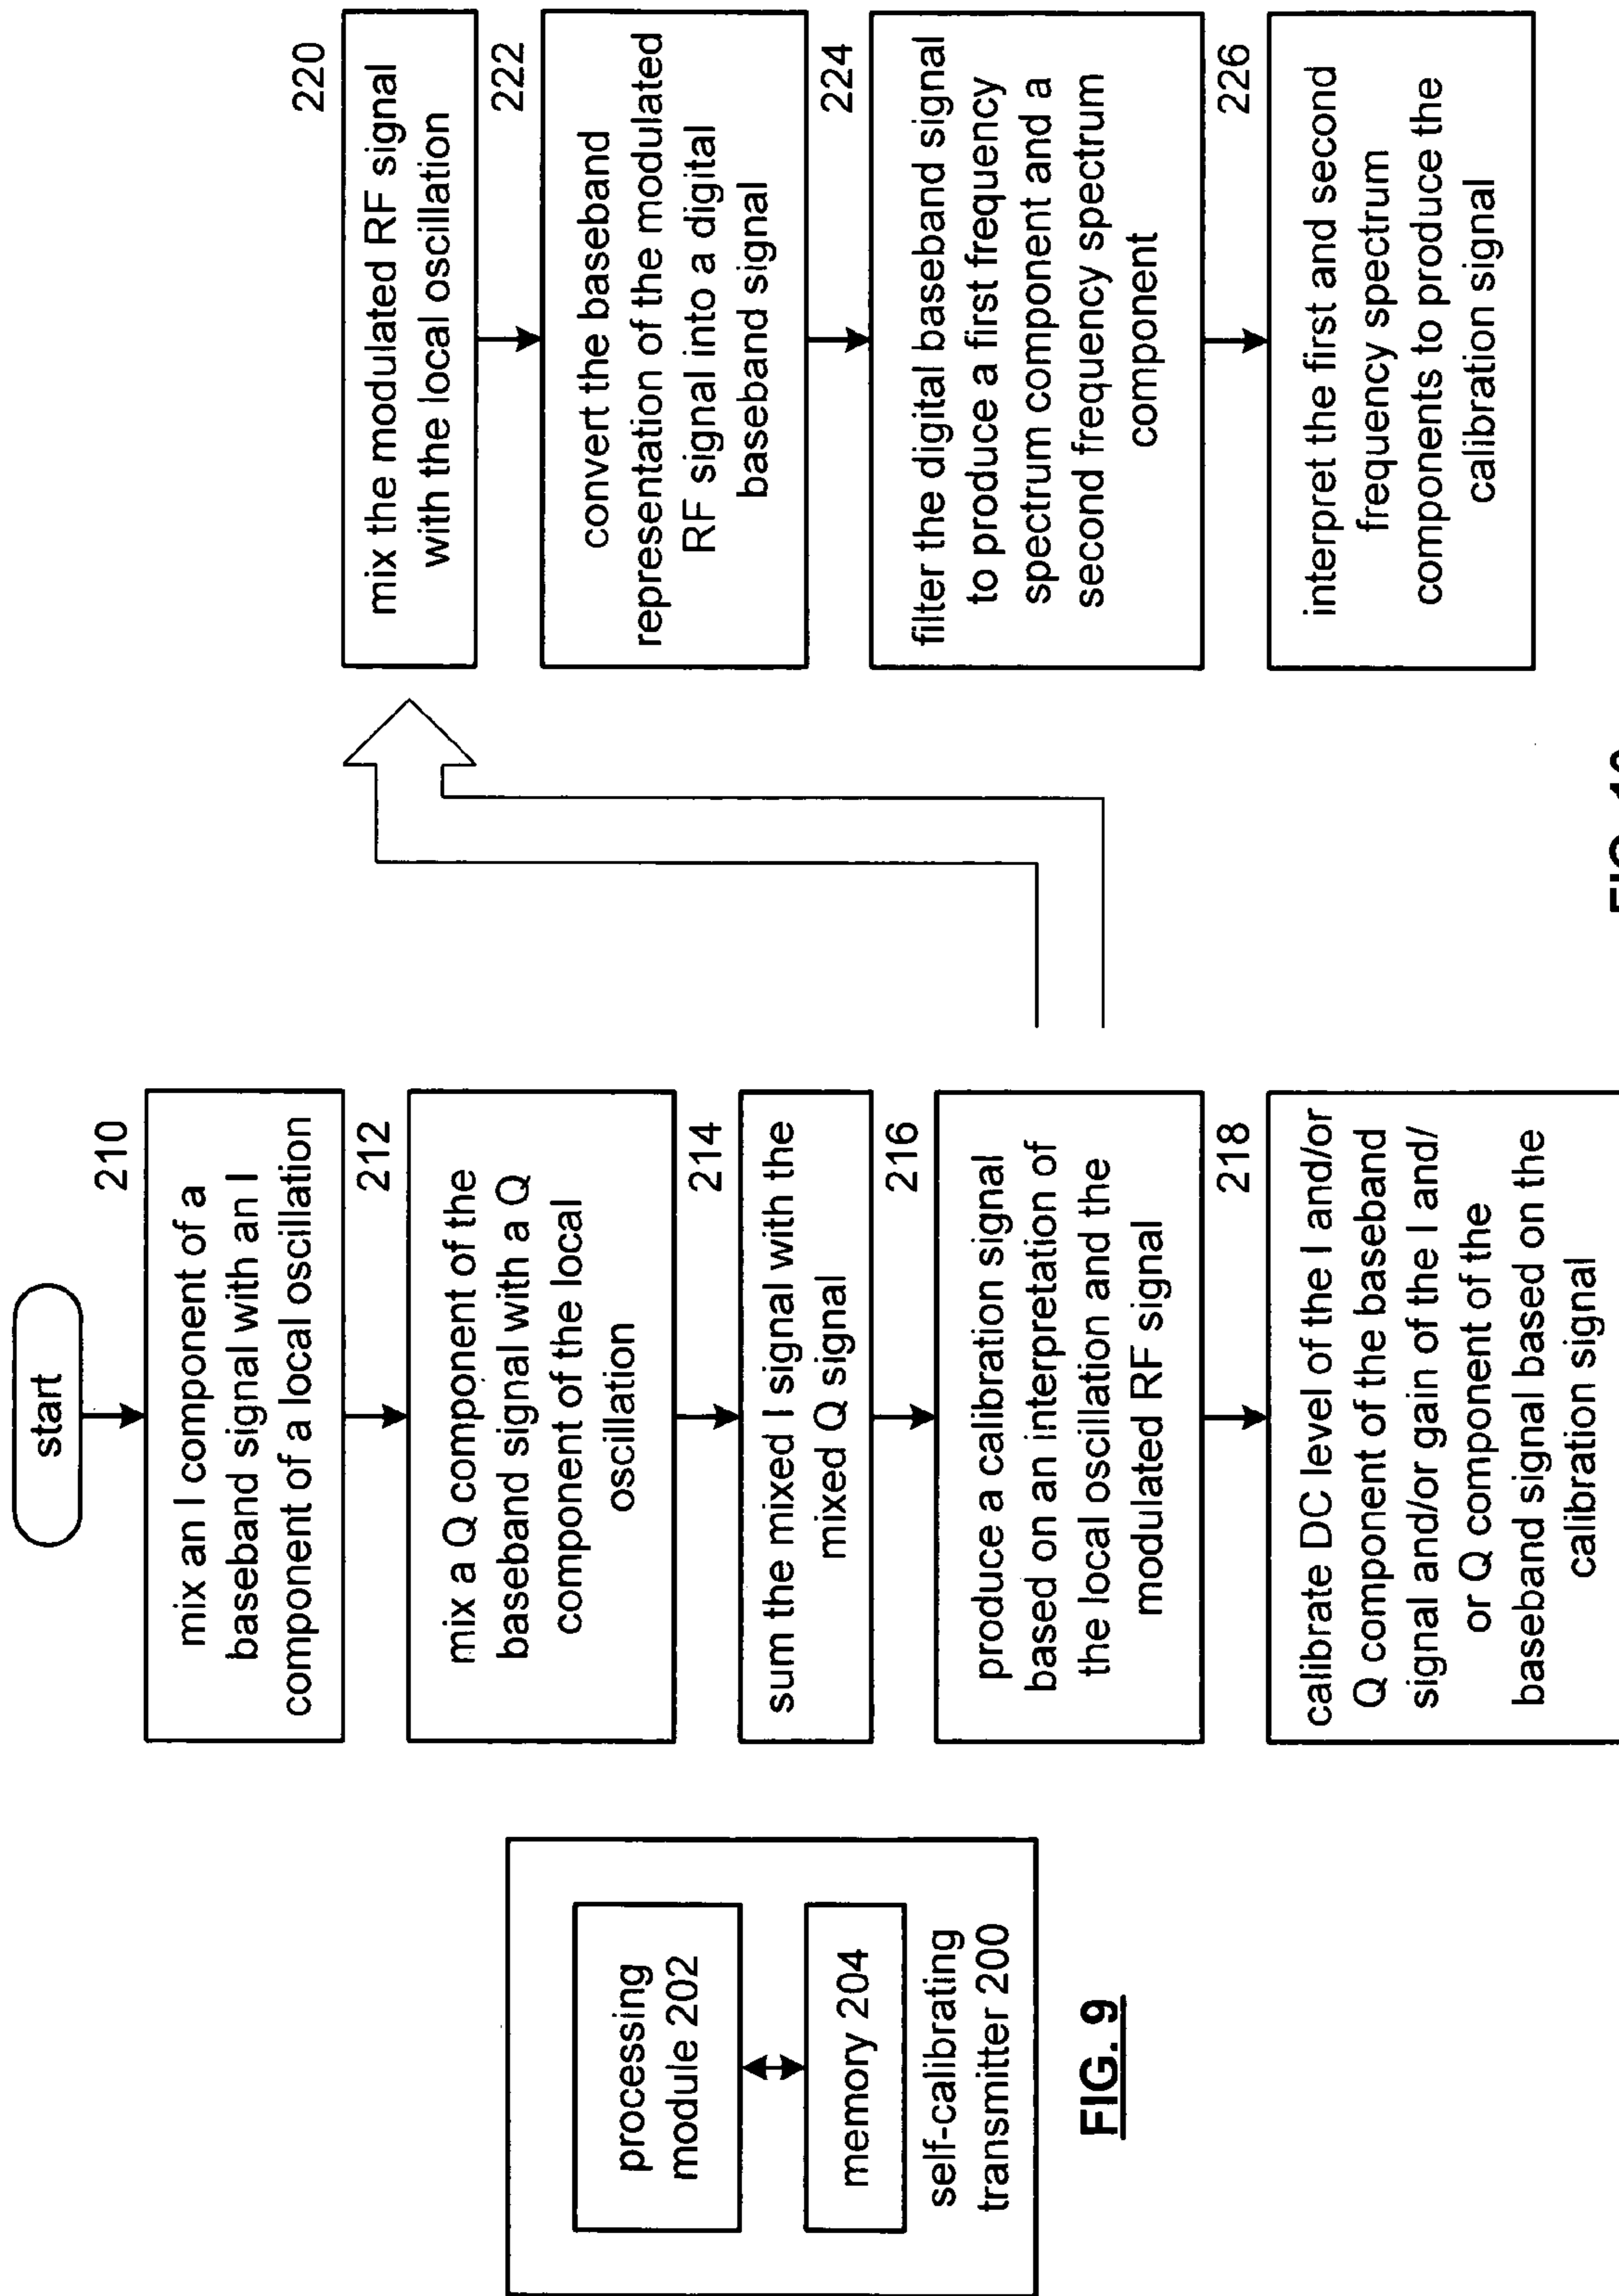 start
210
mix an I component of a
baseband signal with an I
component of a local oscillation
212
mix a Q component of the
baseband signal with a Q
component of the local
oscillation
214
sum the mixed I signal with the
mixed Q signal
216
produce a calibration signal
based on an interpretation of
the local oscillation and the
modulated RF signal
218
calibrate DC level of the I and/or
Q component of the baseband
signal and/or gain of the I and/
or Q component of the
baseband signal based on the
calibration signal
220
mix the modulated RF signal
with the local oscillation
222
convert the baseband
representation of the modulated
RF signal into a digital
baseband signal
224
filter the digital baseband signal
to produce a first frequency
spectrum component and a
second frequency spectrum
component
226
interpret the first and second
frequency spectrum
components to produce the
calibration signal
processing
module 202
memory 204
self-calibrating
transmitter 200
FIG. 9